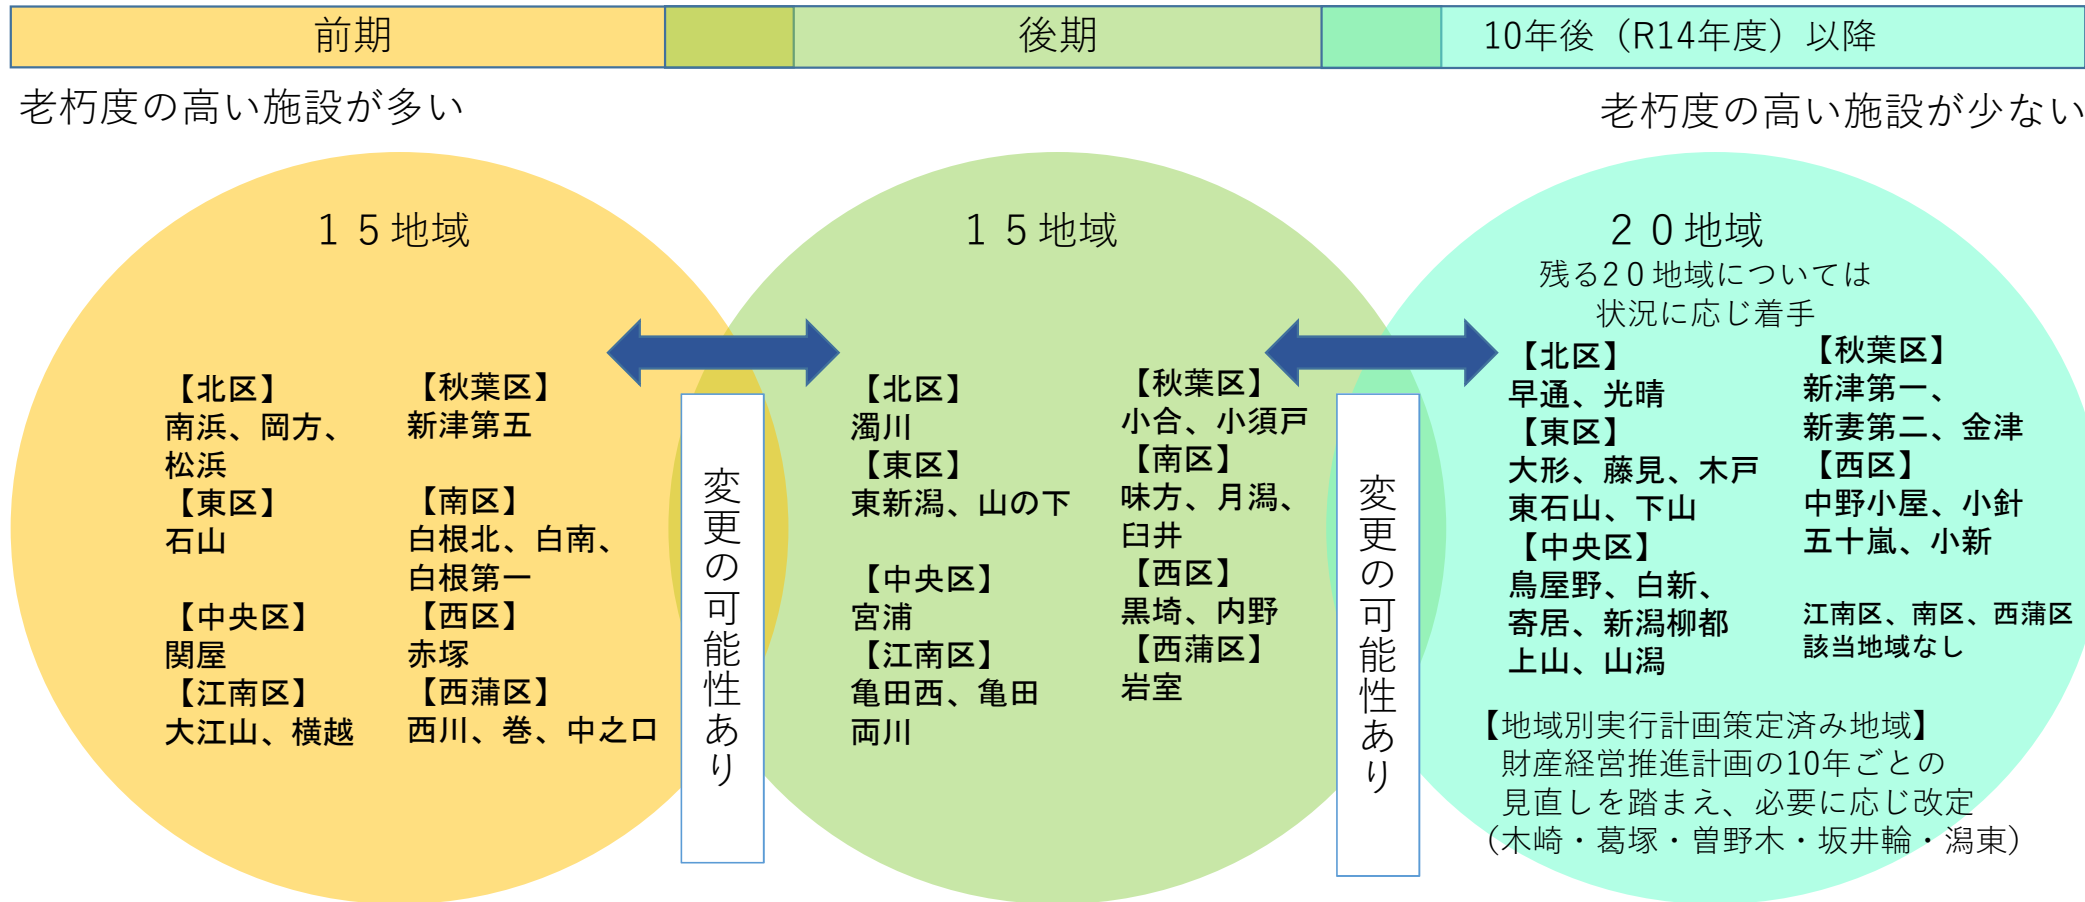 前期
後期
10年後（R14年度）以降
老朽度の高い施設が多い
老朽度の高い施設が少ない
１５地域
【北区】
南浜、岡方、
松浜
【東区】
石山
【中央区】
関屋
【江南区】
大江山、横越
【秋葉区】
新津第五
【南区】
白根北、白南、
白根第一
【西区】
赤塚
【西蒲区】
西川、巻、中之口
変更の可能性あり
１５地域
【北区】
濁川
【東区】
東新潟、山の下
【中央区】
宮浦
【江南区】
亀田西、亀田
両川
【秋葉区】
小合、小須戸
【南区】
味方、月潟、
臼井
【西区】
黒埼、内野
【西蒲区】
岩室
変更の可能性あり
２０地域
残る2０地域については
状況に応じ着手
【北区】
早通、光晴
【東区】
大形、藤見、木戸
東石山、下山
【中央区】
鳥屋野、白新、
寄居、新潟柳都
上山、山潟
【秋葉区】
新津第一、
新妻第二、金津
【西区】
中野小屋、小針
五十嵐、小新
江南区、南区、西蒲区
該当地域なし
【地域別実行計画策定済み地域】
財産経営推進計画の10年ごとの
見直しを踏まえ、必要に応じ改定
（木崎・葛塚・曽野木・坂井輪・潟東）